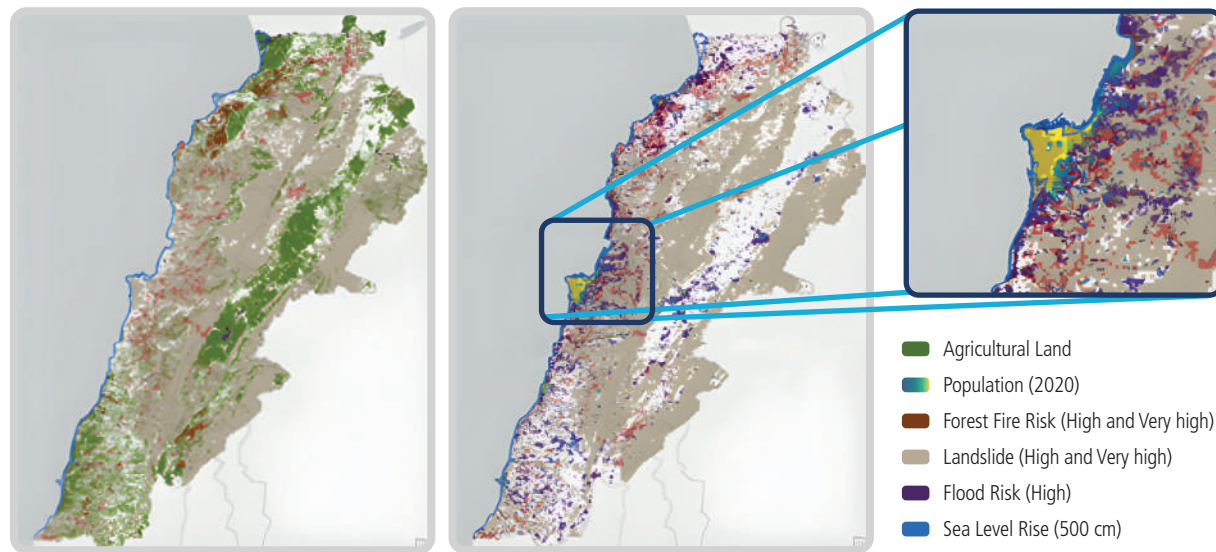 Agricultural Land
Population (2020)
Forest Fire Risk (High and Very high)
Landslide (High and Very high)
Flood Risk (High)
Sea Level Rise (500 cm)